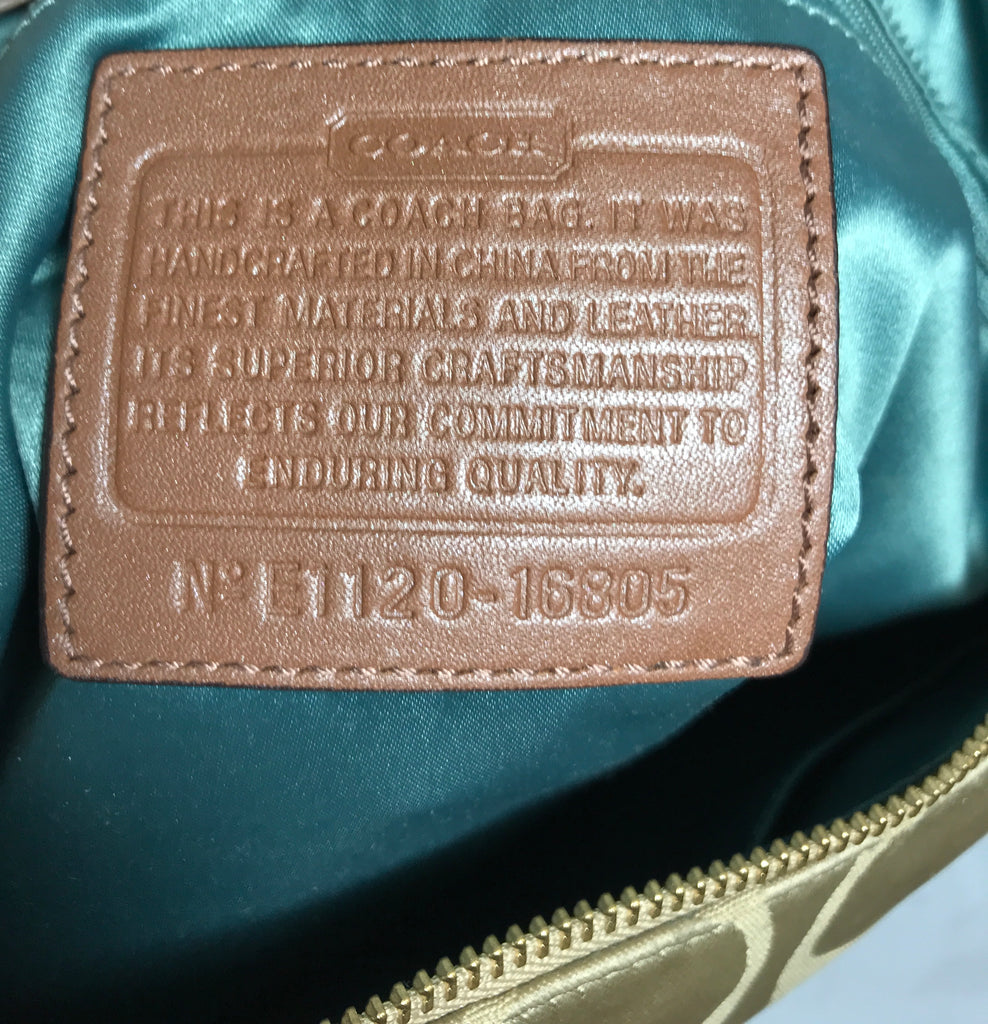 COACH
THIS IS A COACH BAG. IT WAS
HANDCRAFTED IN CHINA FROM THE
FINEST MATERIALS AND LEATHER
ITS SUPERIOR CRAFTSMANSHIP
REFLECTS OUR COMMITMENT TO
ENDURING QUALITY.
Nº E1120-16805